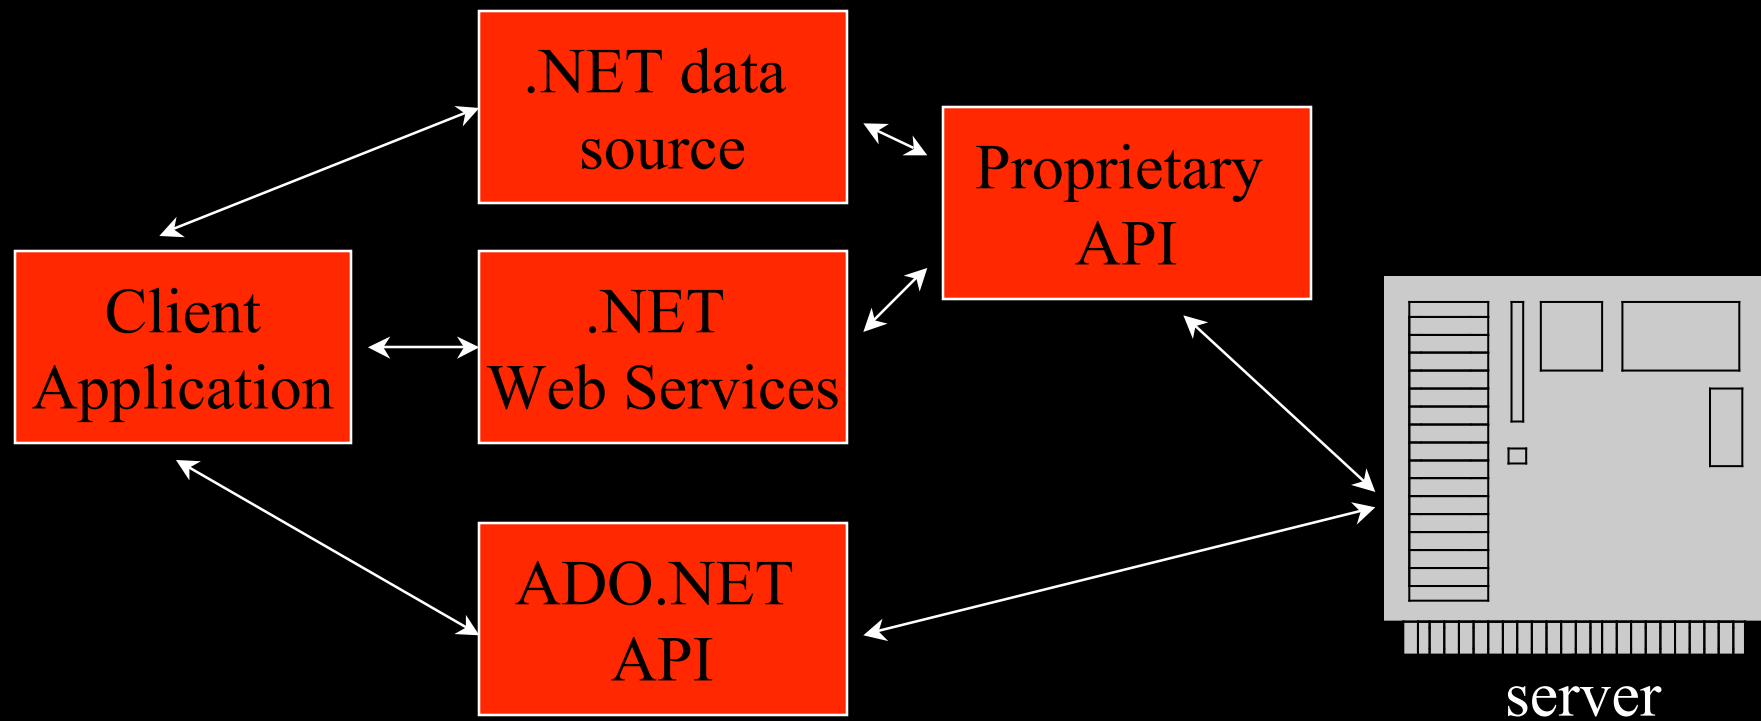 .NET data
source
Proprietary
API
Client
Application
.NET
Web Services
ADO.NET
API
server